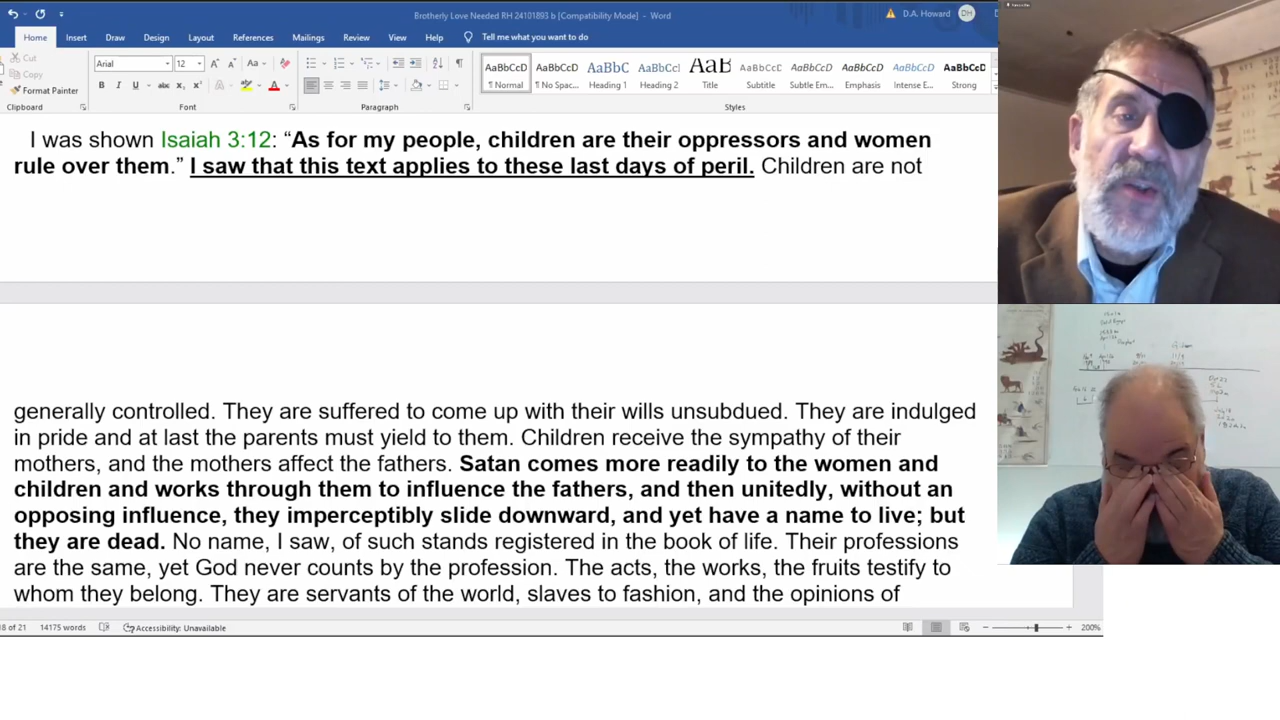 Brotherly Love Needed RH 24101893 b [Compatibility Mode] - Word
D.A. Howard
DH
Home Insert Draw Design Layout References Mailings Review View Help Tell me what you want to do
Cut
Copy
Format Painter
Clipboard
Arial 12
Font
Paragraph
AaBbCcD AaBbCcD AaBbC AaBbCcI AaB AaBbCcD AaBbCcD AaBbCcD AaBbCcD AaBbCcD
¶ Normal ¶ No Spac... Heading 1 Heading 2 Title Subtitle Subtle Em... Emphasis Intense E... Strong
Styles
I was shown Isaiah 3:12: “As for my people, children are their oppressors and women
rule over them.” I saw that this text applies to these last days of peril. Children are not
generally controlled. They are suffered to come up with their wills unsubdued. They are indulged
in pride and at last the parents must yield to them. Children receive the sympathy of their
mothers, and the mothers affect the fathers. Satan comes more readily to the women and
children and works through them to influence the fathers, and then unitedly, without an
opposing influence, they imperceptibly slide downward, and yet have a name to live; but
they are dead. No name, I saw, of such stands registered in the book of life. Their professions
are the same, yet God never counts by the profession. The acts, the works, the fruits testify to
whom they belong. They are servants of the world, slaves to fashion, and the opinions of
8 of 21 14175 words Accessibility: Unavailable 200%